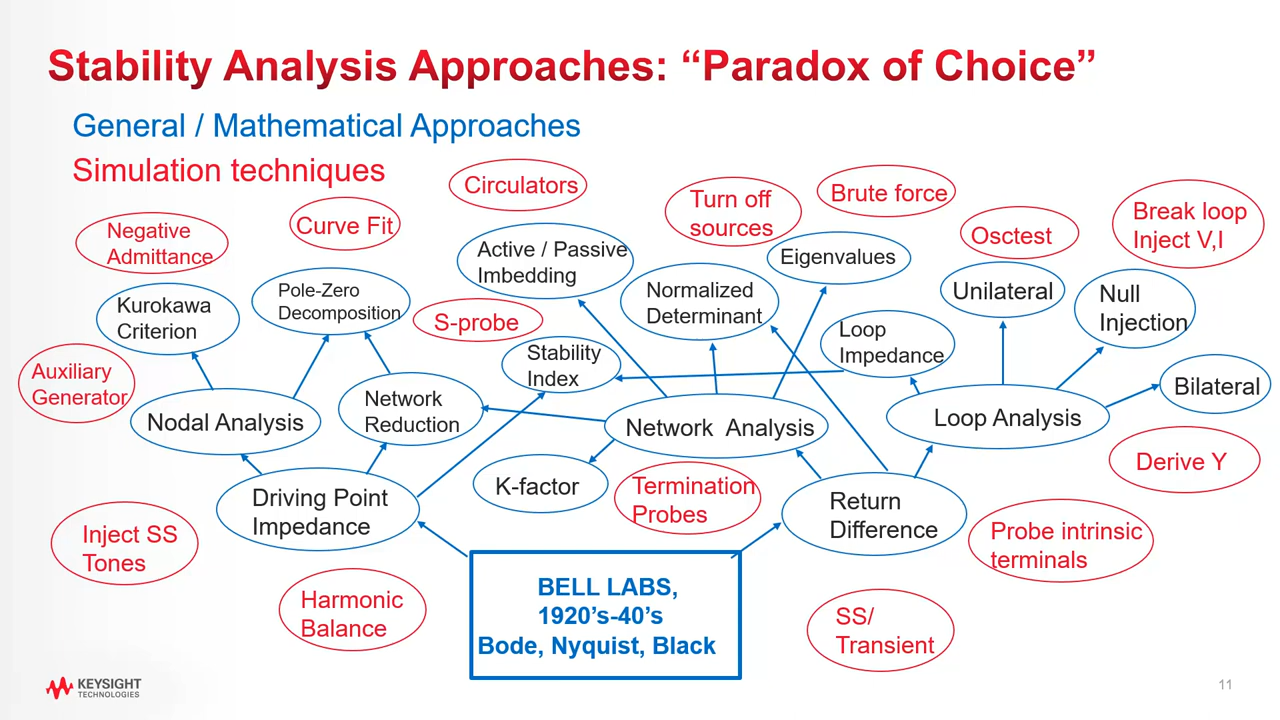 Stability Analysis Approaches: “Paradox of Choice”
General / Mathematical Approaches
Simulation techniques
Circulators
Turn off
sources
Brute force
Break loop
Inject V,I
Negative
Admittance
Curve Fit
Osctest
Active / Passive
Imbedding
Eigenvalues
Kurokawa
Criterion
Pole-Zero
Decomposition
Normalized
Determinant
Unilateral
Null
Injection
S-probe
Loop
Impedance
Stability
Index
Auxiliary
Generator
Bilateral
Nodal Analysis
Network
Reduction
Network Analysis
Loop Analysis
Derive Y
K-factor
Termination
Probes
Driving Point
Impedance
Return
Difference
Inject SS
Tones
Probe intrinsic
terminals
Harmonic
Balance
BELL LABS,
1920’s-40’s
Bode, Nyquist, Black
SS/
Transient
KEYSIGHT
TECHNOLOGIES
11